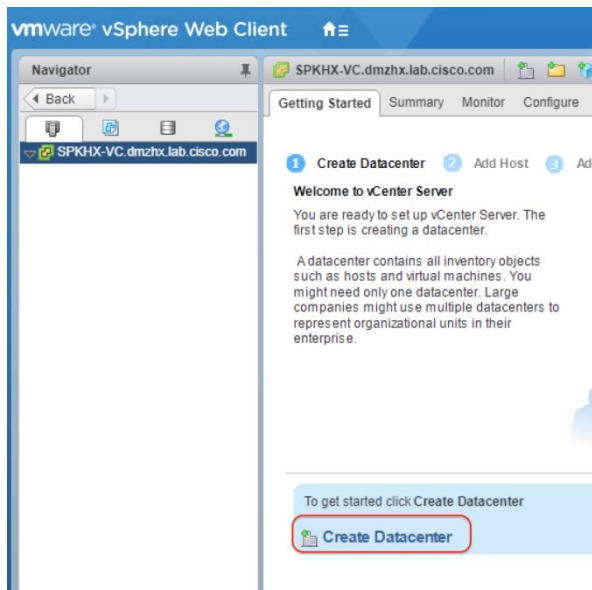 vmware® vSphere Web Client
Navigator
Back
SPKHX-VC.dmzhx.lab.cisco.com
SPKHX-VC.dmzhx.lab.cisco.com
Getting Started Summary Monitor Configure
1 Create Datacenter 2 Add Host 3 Ad
Welcome to vCenter Server
You are ready to set up vCenter Server. The
first step is creating a datacenter.
A datacenter contains all inventory objects
such as hosts and virtual machines. You
might need only one datacenter. Large
companies might use multiple datacenters to
represent organizational units in their
enterprise.
To get started click Create Datacenter
Create Datacenter